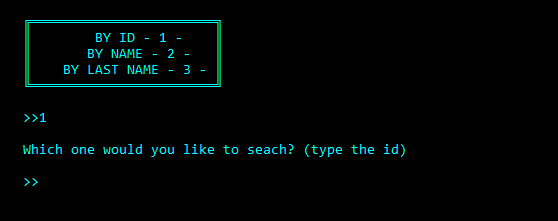 BY ID - 1 -
BY NAME - 2 -
BY LAST NAME - 3 -
>>1
Which one would you like to seach? (type the id)
>>